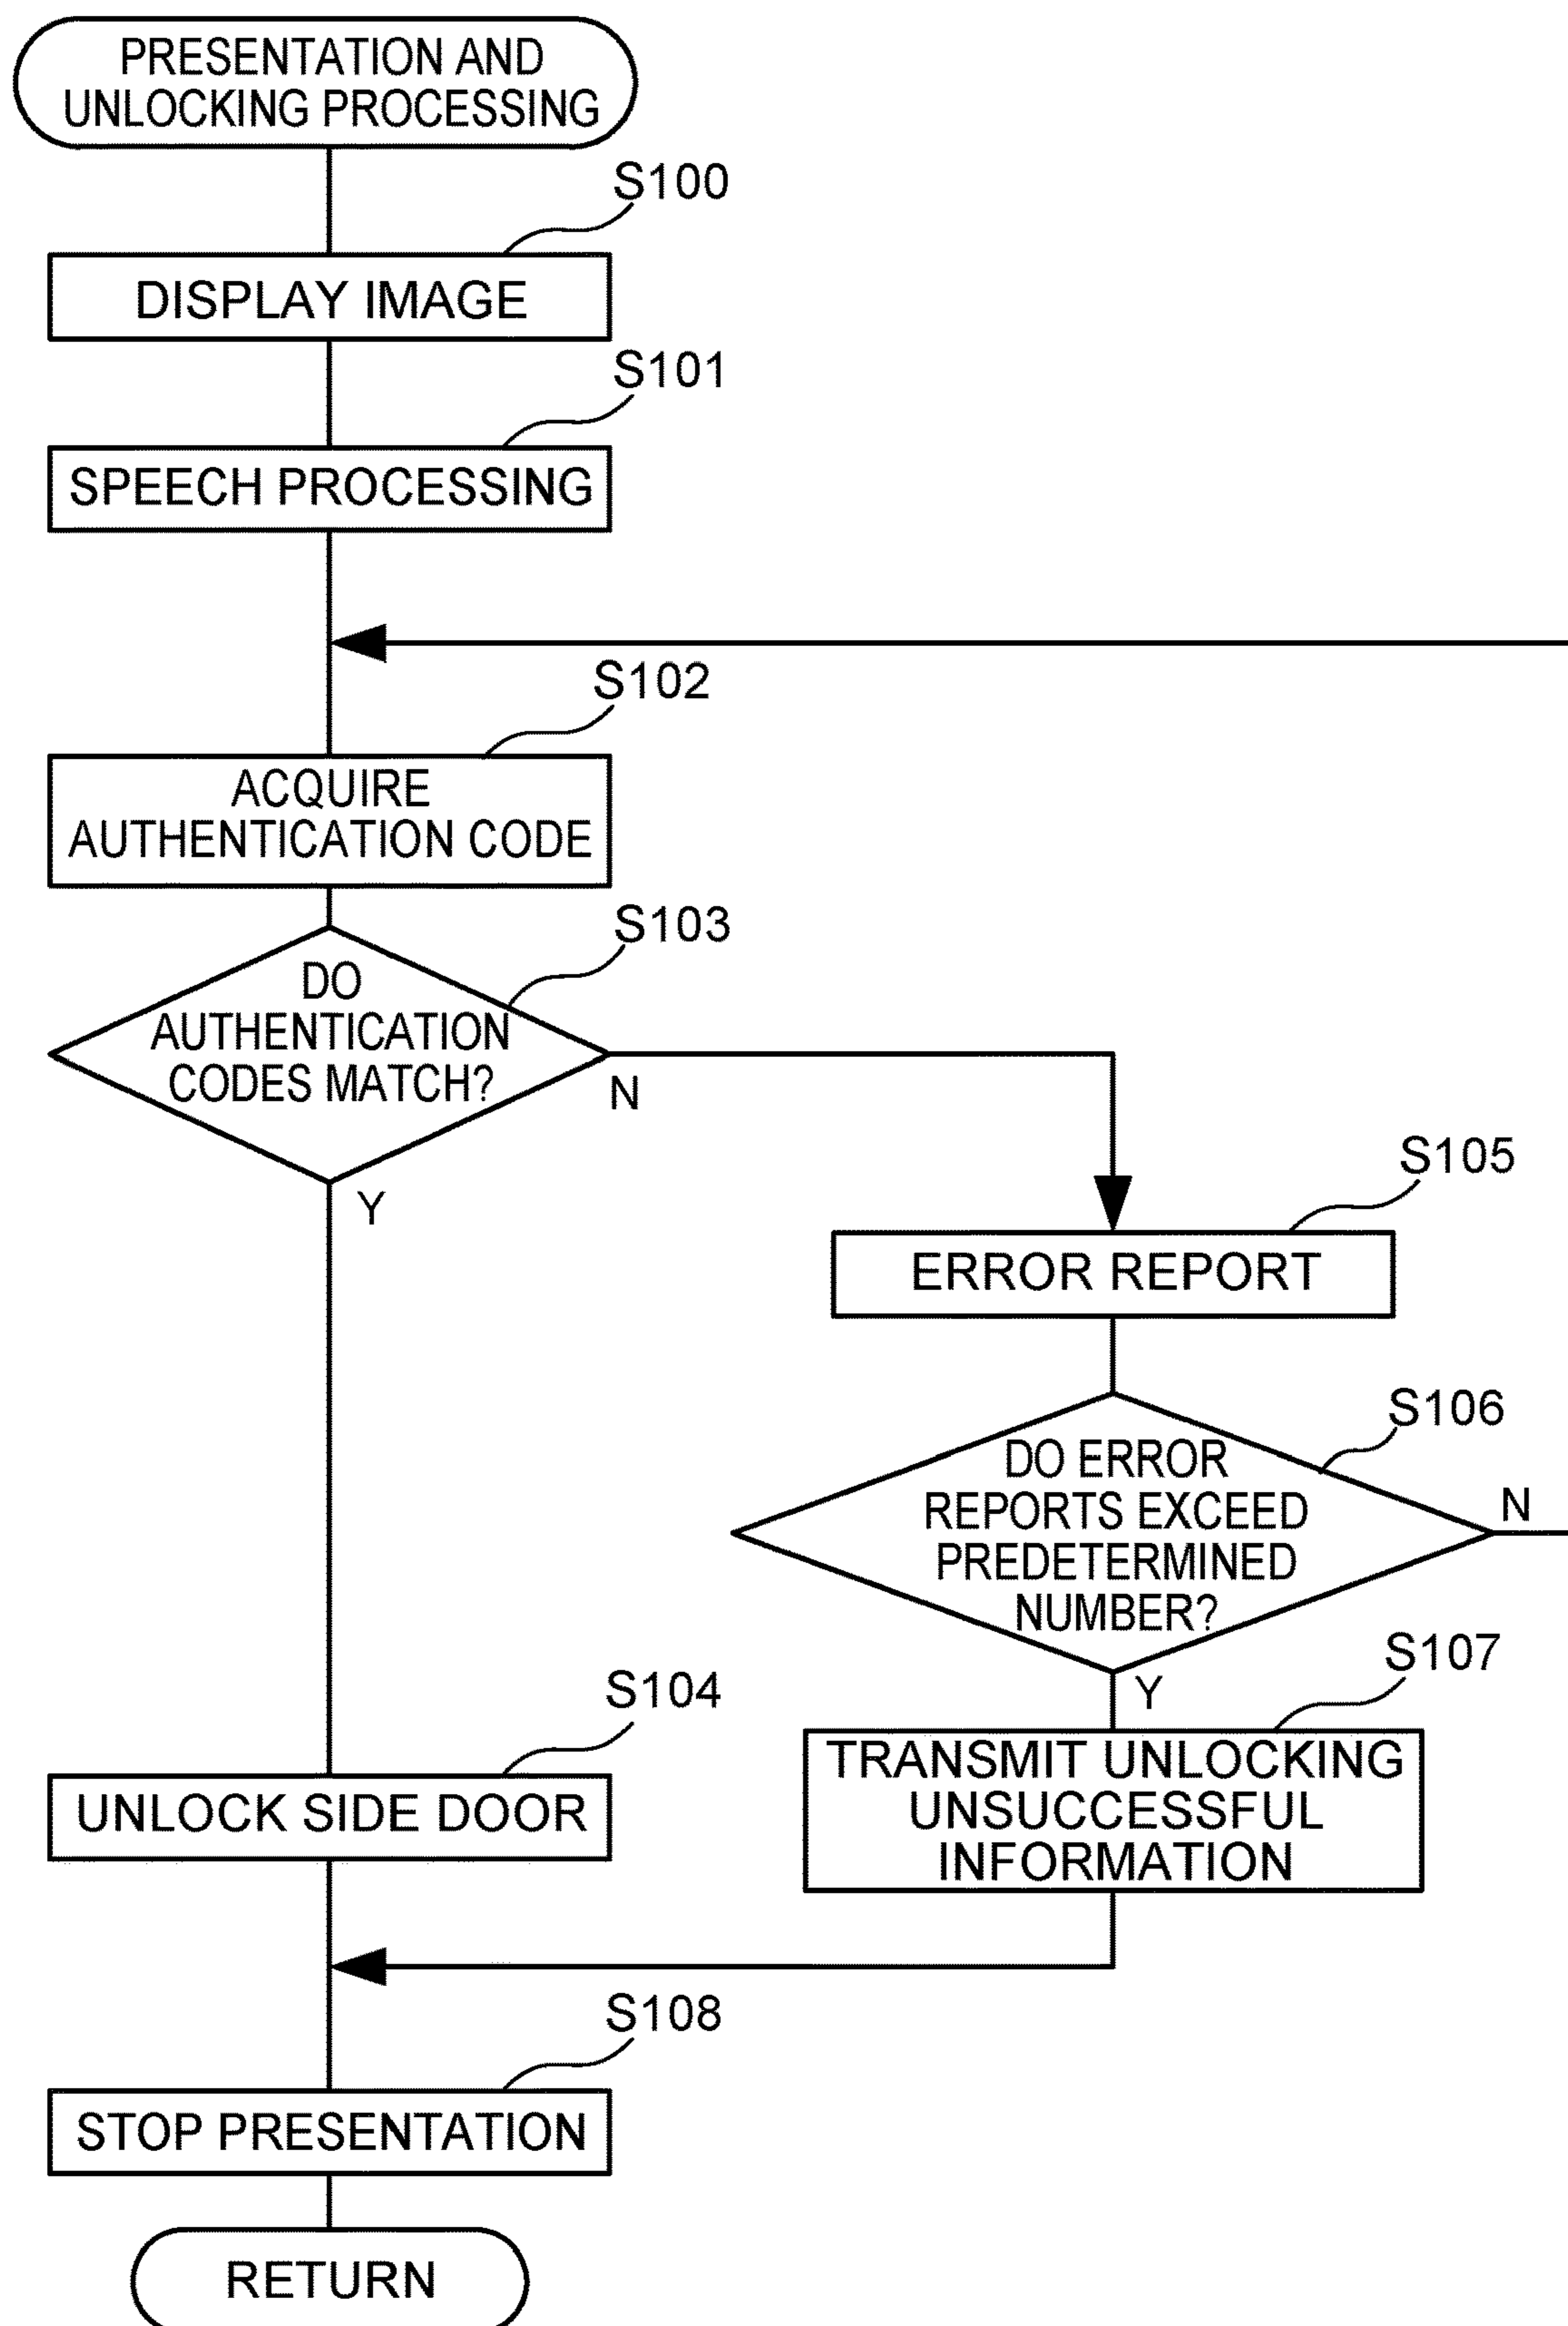 PRESENTATION AND
UNLOCKING PROCESSING
S100
DISPLAY IMAGE
S101
SPEECH PROCESSING
S102
ACQUIRE
AUTHENTICATION CODE
S103
DO
AUTHENTICATION
CODES MATCH?
N
Y
S105
ERROR REPORT
S106
DO ERROR
REPORTS EXCEED
PREDETERMINED
NUMBER?
N
Y
S107
TRANSMIT UNLOCKING
UNSUCCESSFUL
INFORMATION
S104
UNLOCK SIDE DOOR
S108
STOP PRESENTATION
RETURN